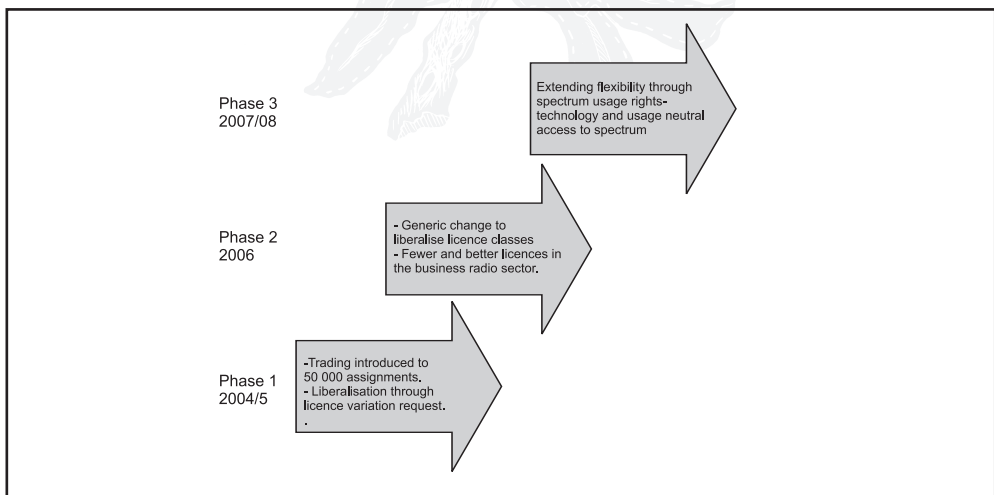 Phase 3
2007/08
Extending flexibility through
spectrum usage rights-
technology and usage neutral
access to spectrum
Phase 2
2006
- Generic change to
liberalise licence classes
- Fewer and better licences in
the business radio sector.
Phase 1
2004/5
-Trading introduced to
50 000 assignments.
- Liberalisation through
licence variation request.
.